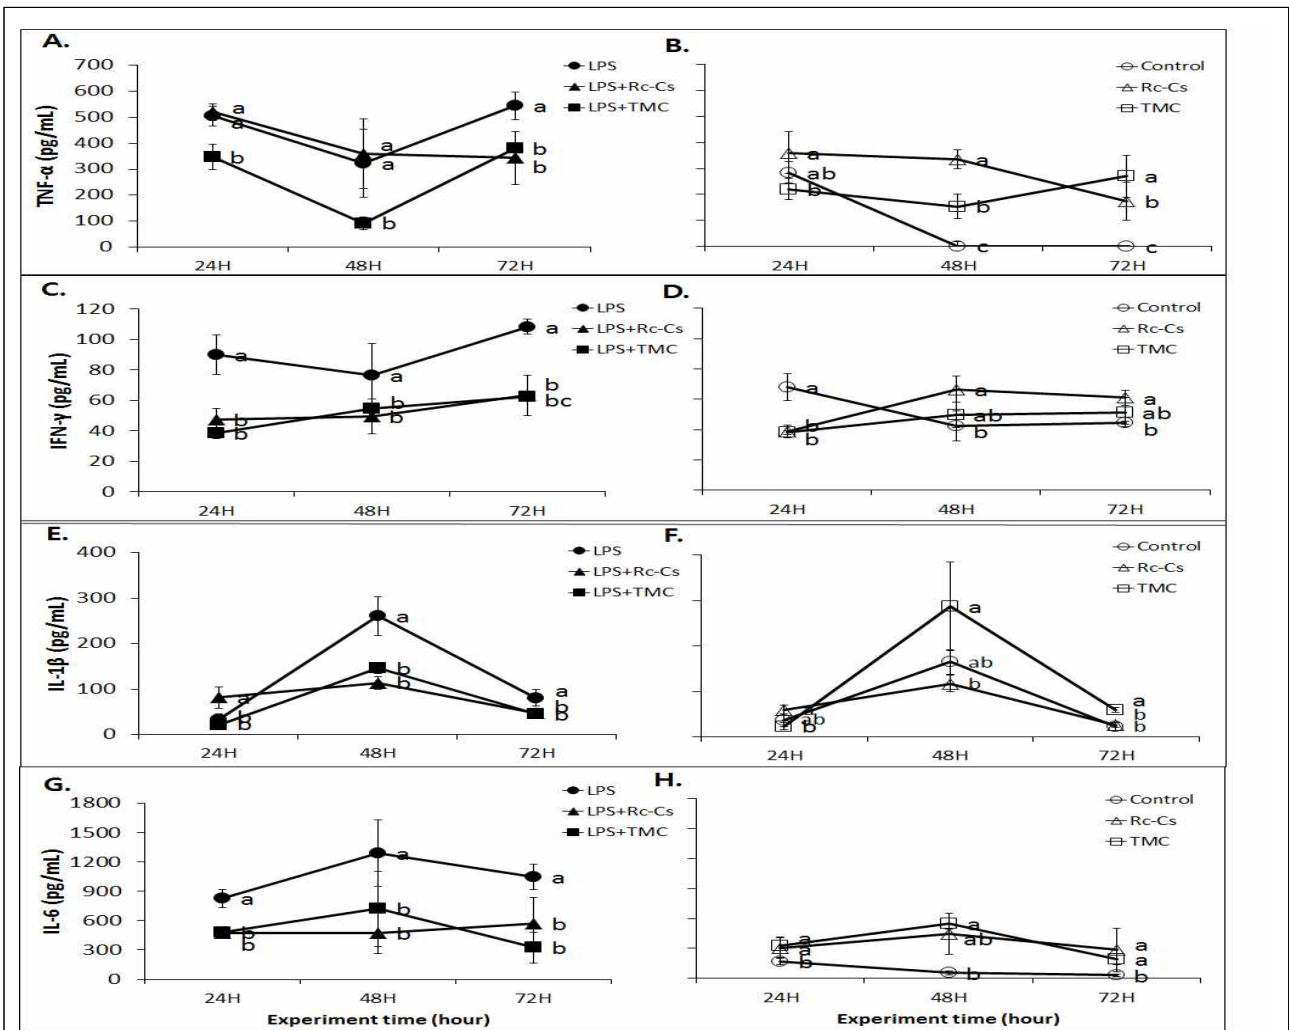 A.
TNF-α (pg/mL)
700
600
500
400
300
200
100
0
24H 48H 72H
LPS
LPS+Rc-Cs
LPS+TMC
a
a
b
a
a
b
a
b
b
B.
24H 48H 72H
Control
Rc-Cs
TMC
a
ab
b
a
b
c
a
b
c
C.
IFN-γ (pg/mL)
120
100
80
60
40
20
0
24H 48H 72H
LPS
LPS+Rc-Cs
LPS+TMC
a
b
b
a
b
b
a
b
bc
D.
24H 48H 72H
Control
Rc-Cs
TMC
a
b
b
a
ab
b
a
ab
b
E.
IL-1β (pg/mL)
400
300
200
100
0
24H 48H 72H
LPS
LPS+Rc-Cs
LPS+TMC
a
b
b
a
b
b
a
b
b
F.
24H 48H 72H
Control
Rc-Cs
TMC
a
ab
b
a
ab
b
a
b
b
G.
IL-6 (pg/mL)
1800
1500
1200
900
600
300
0
24H 48H 72H
Experiment time (hour)
LPS
LPS+Rc-Cs
LPS+TMC
a
b
b
a
b
b
a
b
b
H.
24H 48H 72H
Experiment time (hour)
Control
Rc-Cs
TMC
a
a
b
a
ab
b
a
a
b